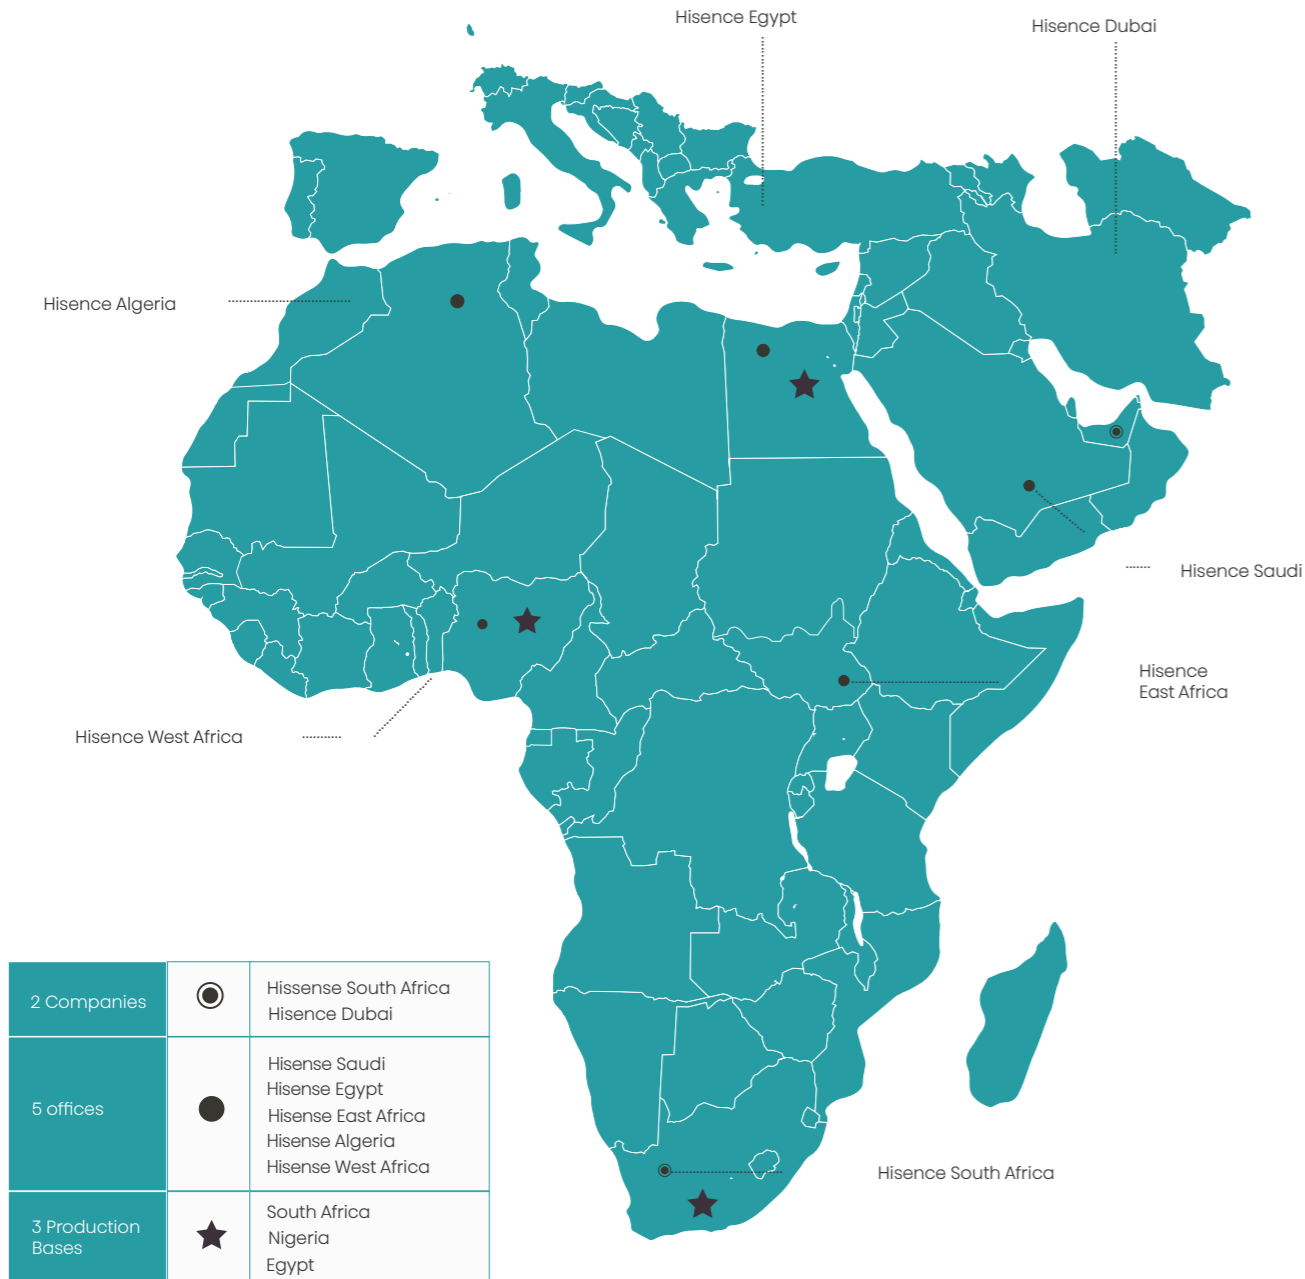 Hisence Egypt
Hisence Dubai
Hisence Algeria
Hisence Saudi
Hisence
East Africa
Hisence West Africa
Hisence South Africa
2 Companies
Hissense South Africa
Hisence Dubai
5 offices
Hisense Saudi
Hisense Egypt
Hisense East Africa
Hisense Algeria
Hisense West Africa
3 Production
Bases
South Africa
Nigeria
Egypt